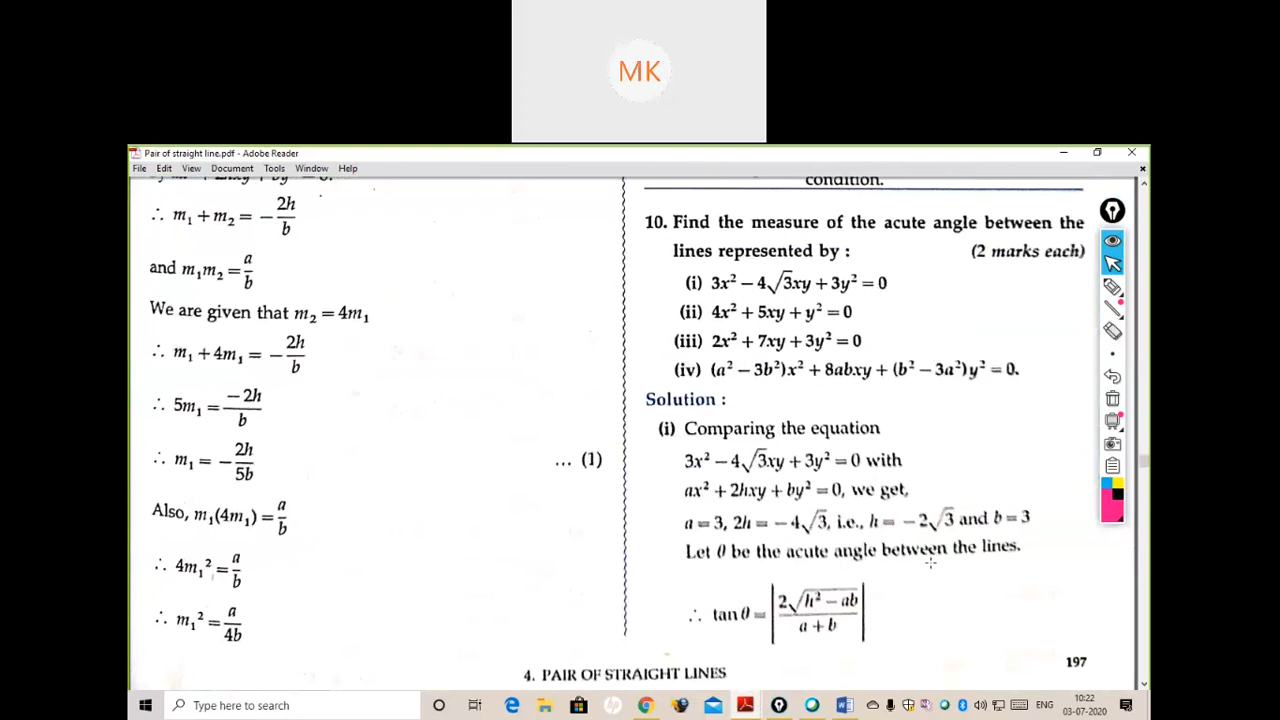 MK
Pair of straight line.pdf - Adobe Reader
File Edit View Document Tools Window Help
∴ m₁ + m₂ = −2h/b
and m₁m₂ = a/b
We are given that m₂ = 4m₁
∴ m₁ + 4m₁ = −2h/b
∴ 5m₁ = −2h/b
∴ m₁ = −2h/5b ... (1)
Also, m₁(4m₁) = a/b
∴ 4m₁² = a/b
∴ m₁² = a/4b
condition.
10. Find the measure of the acute angle between the
lines represented by : (2 marks each)
(i) 3x² − 4√3xy + 3y² = 0
(ii) 4x² + 5xy + y² = 0
(iii) 2x² + 7xy + 3y² = 0
(iv) (a² − 3b²)x² + 8abxy + (b² − 3a²)y² = 0.
Solution :
(i) Comparing the equation
3x² − 4√3xy + 3y² = 0 with
ax² + 2hxy + by² = 0, we get,
a = 3, 2h = −4√3, i.e., h = −2√3 and b = 3
Let θ be the acute angle between the lines.
∴ tan θ = |2√(h² − ab)/(a + b)|
4. PAIR OF STRAIGHT LINES
197
Type here to search
ENG
10:22
03-07-2020